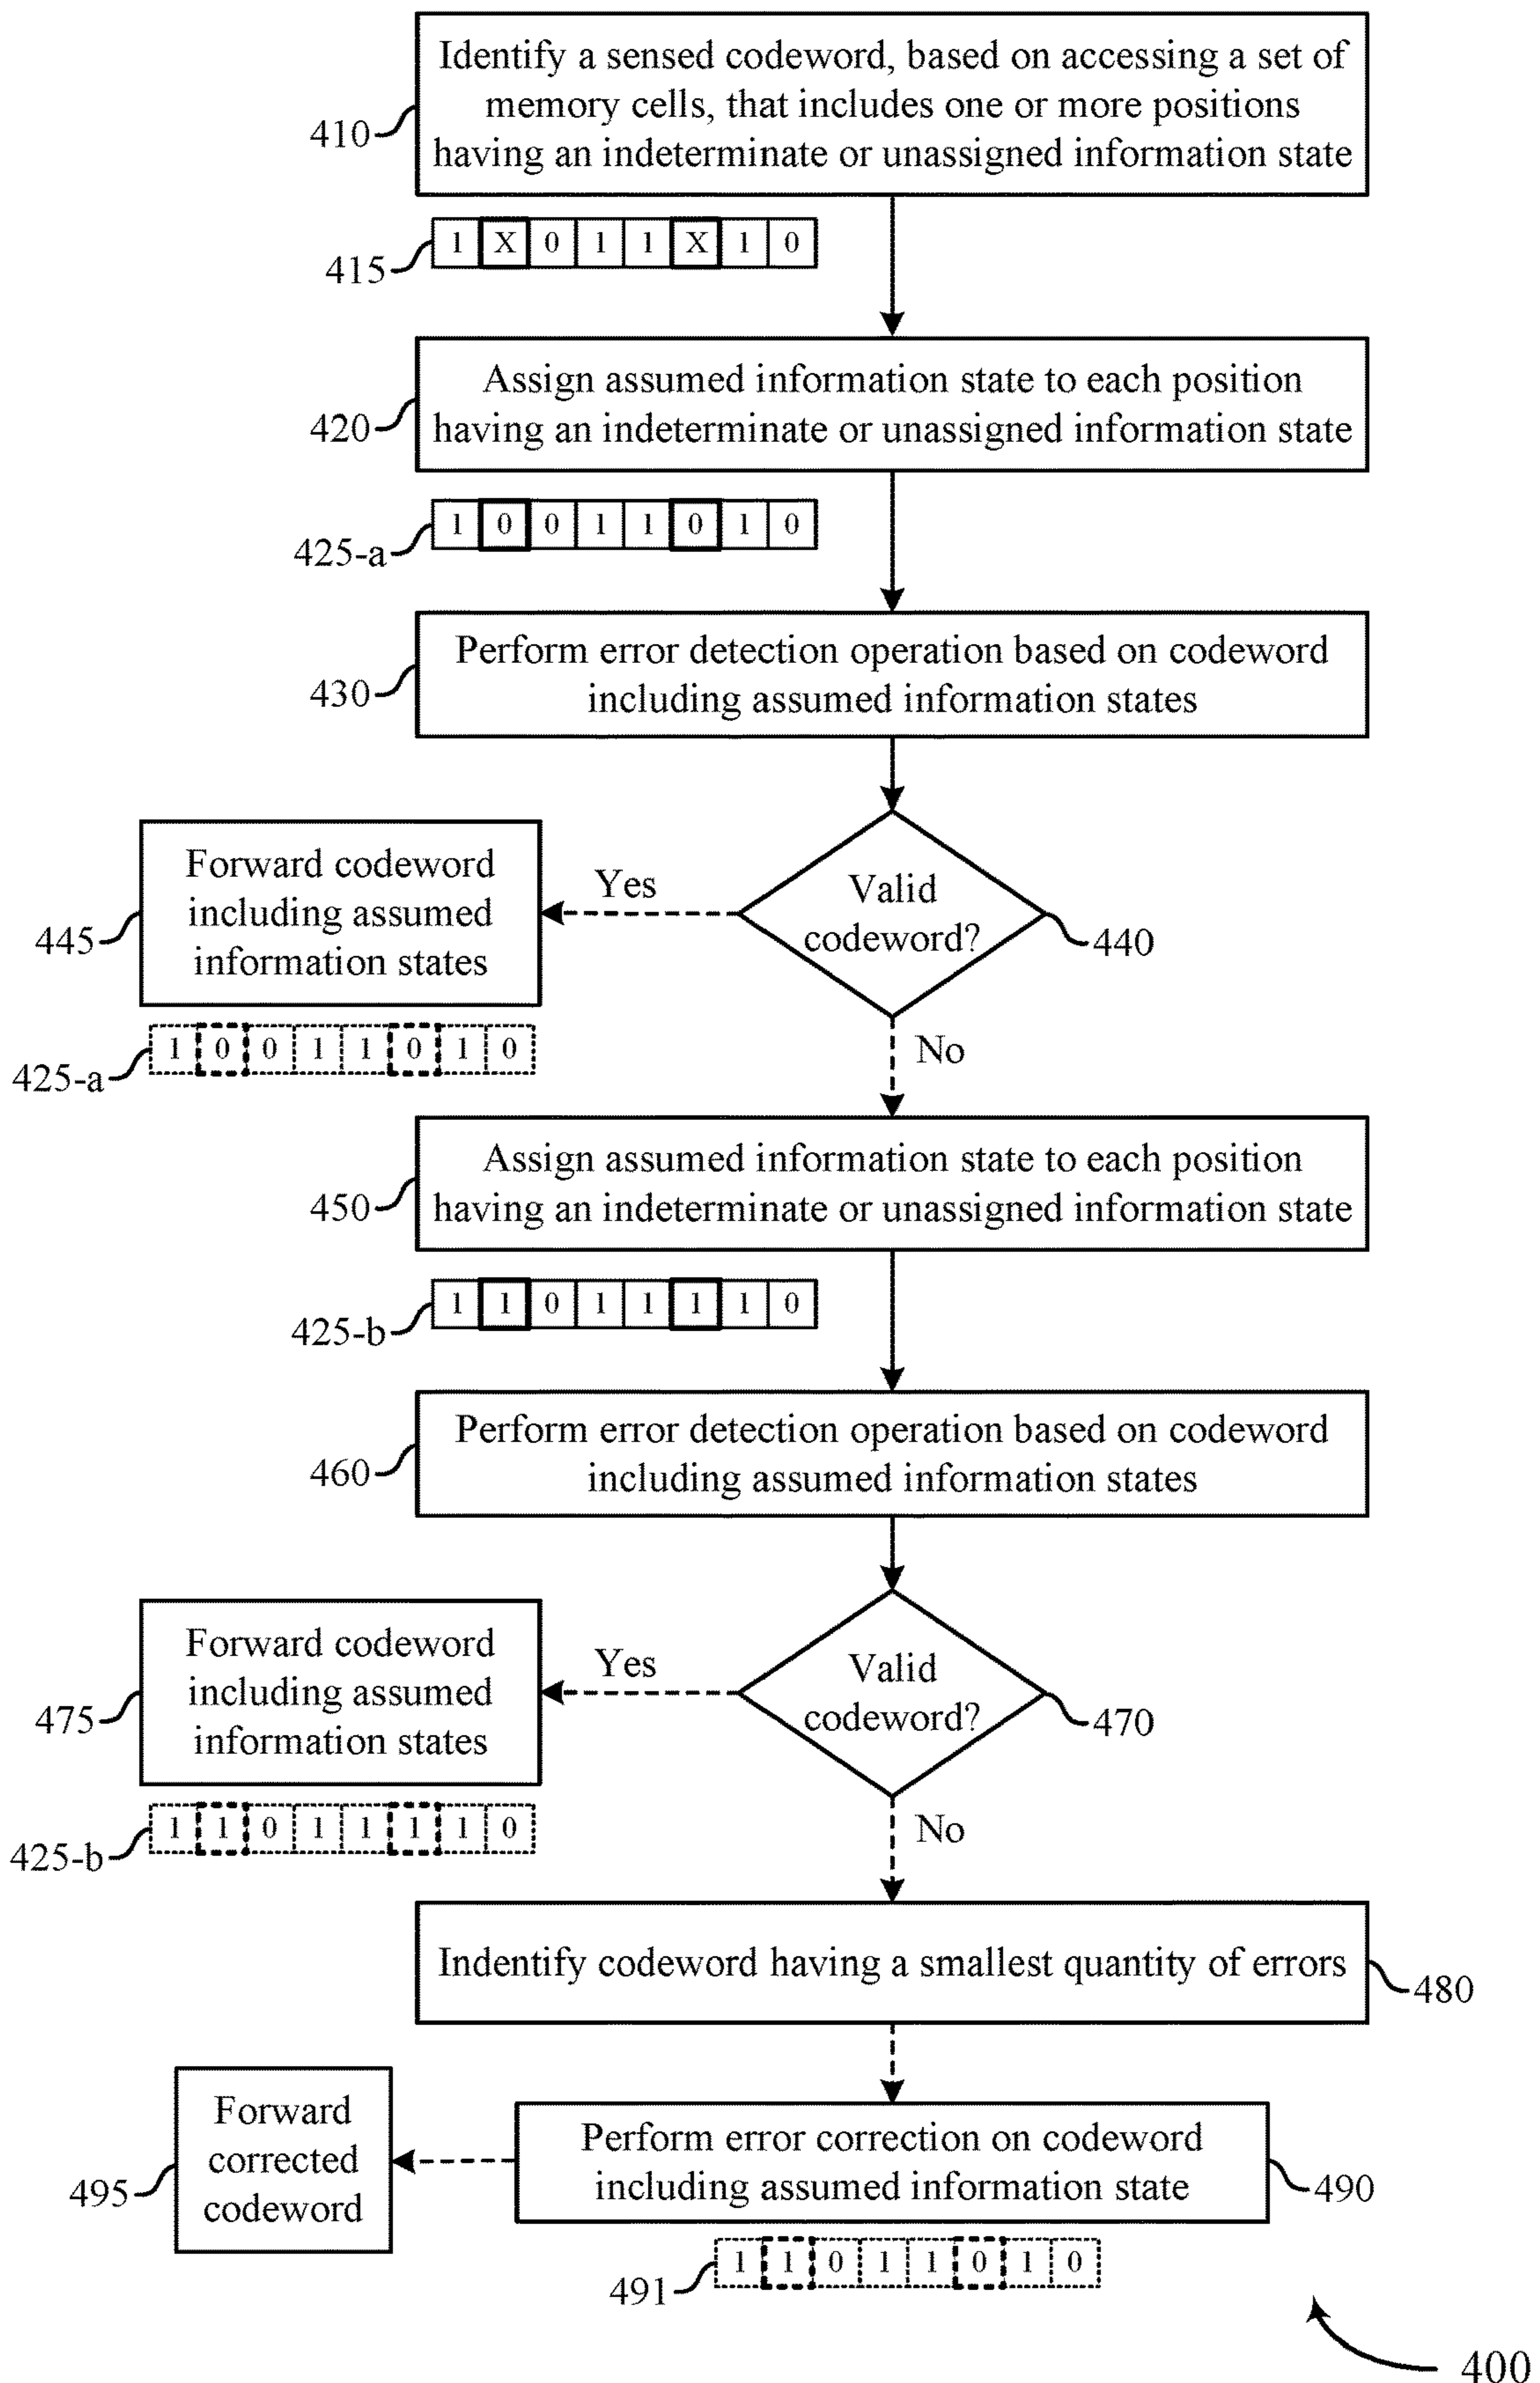 Identify a sensed codeword, based on accessing a set of
memory cells, that includes one or more positions
having an indeterminate or unassigned information state
410
1 X 0 1 1 X 1 0
415
Assign assumed information state to each position
having an indeterminate or unassigned information state
420
1 0 0 1 1 0 1 0
425-a
Perform error detection operation based on codeword
including assumed information states
430
Valid
codeword?
440
Yes
Forward codeword
including assumed
information states
445
1 0 0 1 1 0 1 0
425-a
No
Assign assumed information state to each position
having an indeterminate or unassigned information state
450
1 1 0 1 1 1 1 0
425-b
Perform error detection operation based on codeword
including assumed information states
460
Valid
codeword?
470
Yes
Forward codeword
including assumed
information states
475
1 1 0 1 1 1 1 0
425-b
No
Indentify codeword having a smallest quantity of errors
480
Perform error correction on codeword
including assumed information state
490
Forward
corrected
codeword
495
1 1 0 1 1 0 1 0
491
400